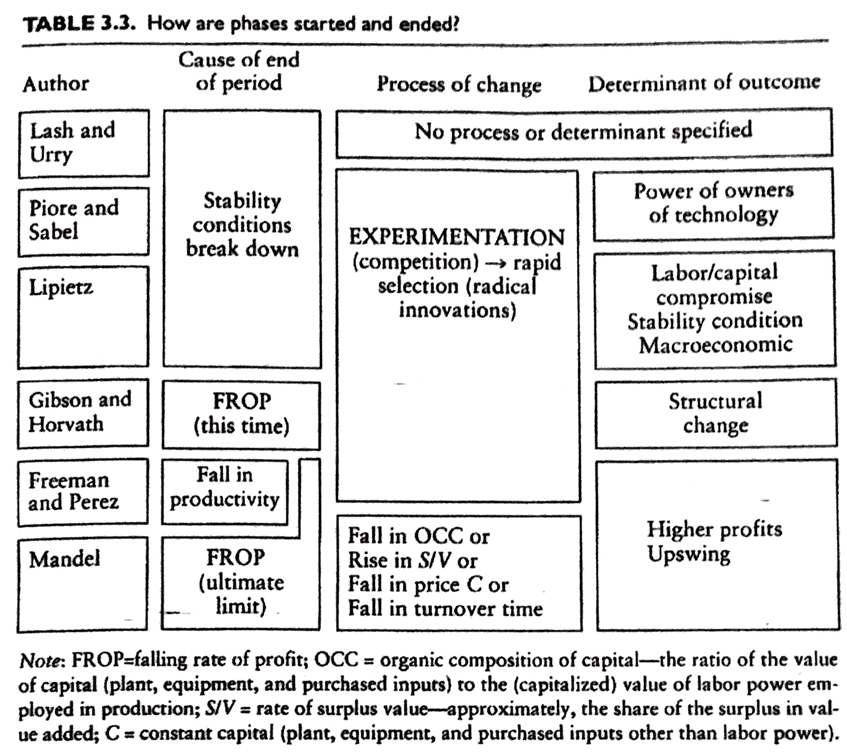 TABLE 3.3. How are phases started and ended?
Author
Cause of end
of period
Process of change
Determinant of outcome
Lash and
Urry
Stability
conditions
break down
No process or determinant specified
Piore and
Sabel
EXPERIMENTATION
(competition) → rapid
selection (radical
innovations)
Power of owners
of technology
Lipietz
Labor/capital
compromise
Stability condition
Macroeconomic
Gibson and
Horvath
FROP
(this time)
Structural
change
Freeman
and Perez
Fall in
productivity
Higher profits
Upswing
Mandel
FROP
(ultimate
limit)
Fall in OCC or
Rise in S/V or
Fall in price C or
Fall in turnover time
Note: FROP=falling rate of profit; OCC = organic composition of capital—the ratio of the value
of capital (plant, equipment, and purchased inputs) to the (capitalized) value of labor power em-
ployed in production; S/V = rate of surplus value—approximately, the share of the surplus in val-
ue added; C = constant capital (plant, equipment, and purchased inputs other than labor power).